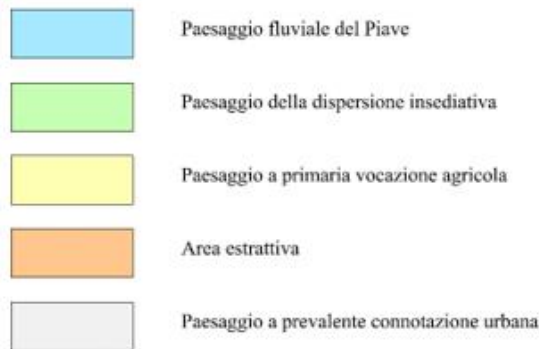 Paesaggio fluviale del Piave
Paesaggio della dispersione insediativa
Paesaggio a primaria vocazione agricola
Area estrattiva
Paesaggio a prevalente connotazione urbana